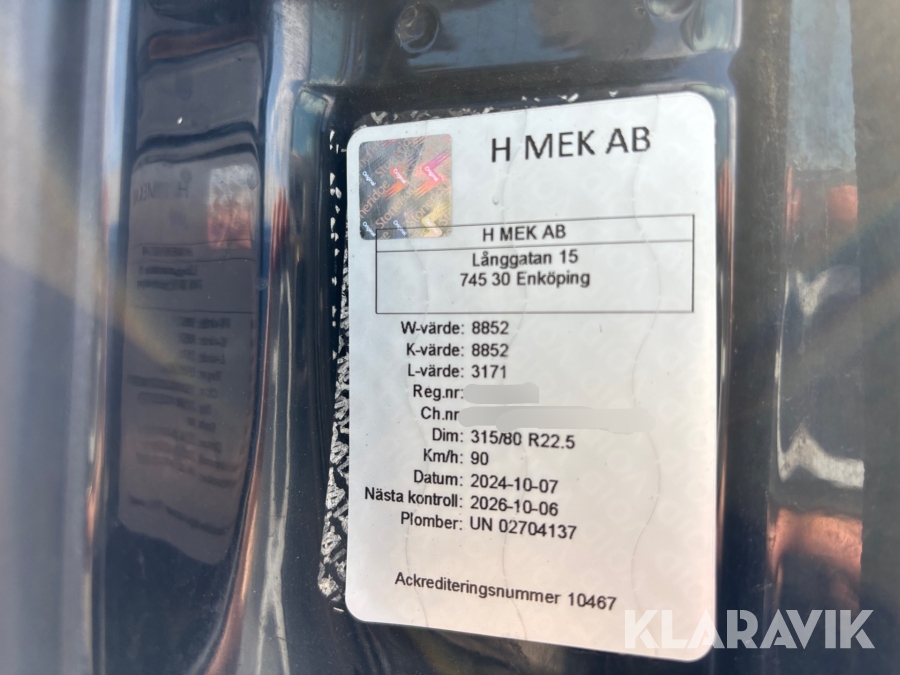 H MEK AB
H MEK AB
Långgatan 15
745 30 Enköping
W-värde: 8852
K-värde: 8852
L-värde: 3171
Reg.nr:
Ch.nr
Dim: 315/80 R22.5
Km/h: 90
Datum: 2024-10-07
Nästa kontroll: 2026-10-06
Plomber: UN 02704137
Ackrediteringsnummer 10467
KLARAVIK